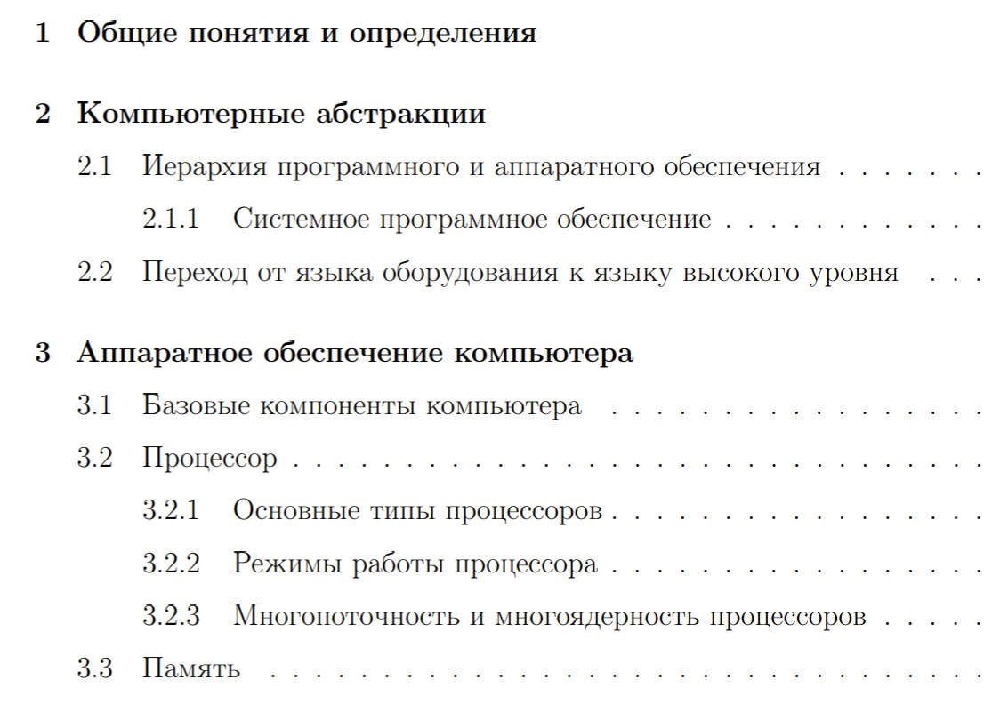 1 Общие понятия и определения
2 Компьютерные абстракции
2.1 Иерархия программного и аппаратного обеспечения . . . . . . .
2.1.1 Системное программное обеспечение . . . . . . . . . . . .
2.2 Переход от языка оборудования к языку высокого уровня . . .
3 Аппаратное обеспечение компьютера
3.1 Базовые компоненты компьютера . . . . . . . . . . . . . . . . .
3.2 Процессор . . . . . . . . . . . . . . . . . . . . . . . . . . . . . . .
3.2.1 Основные типы процессоров . . . . . . . . . . . . . . . . .
3.2.2 Режимы работы процессора . . . . . . . . . . . . . . . . .
3.2.3 Многопоточность и многоядерность процессоров . . . . .
3.3 Память . . . . . . . . . . . . . . . . . . . . . . . . . . . . . . . .